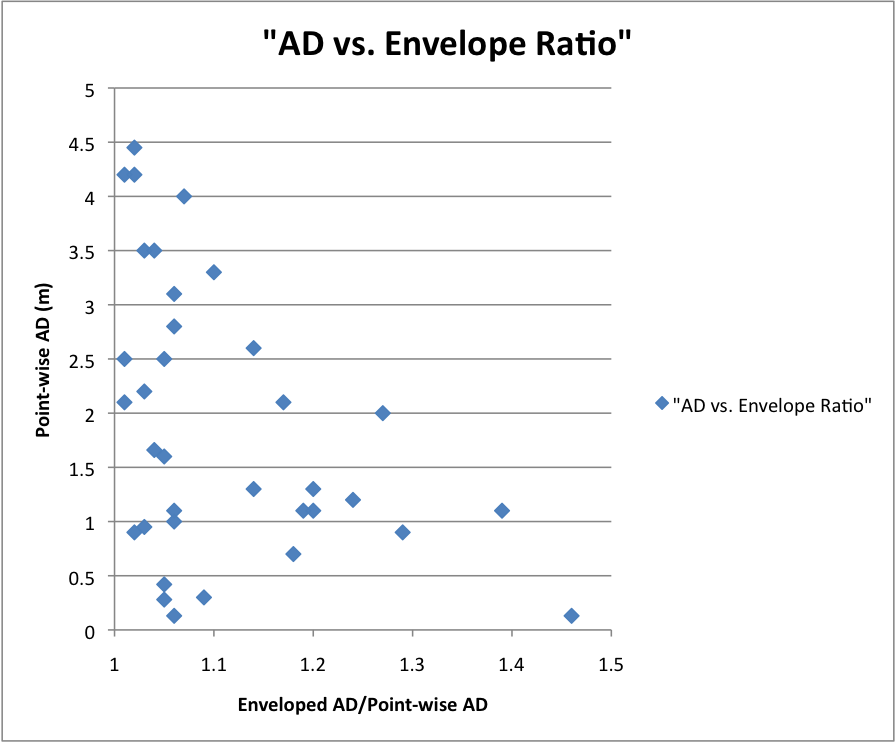 "AD vs. Envelope Ratio"
5
4.5
4
3.5
3
2.5
2
1.5
1
0.5
0
Point-wise AD (m)
1 1.1 1.2 1.3 1.4 1.5
Enveloped AD/Point-wise AD
"AD vs. Envelope Ratio"